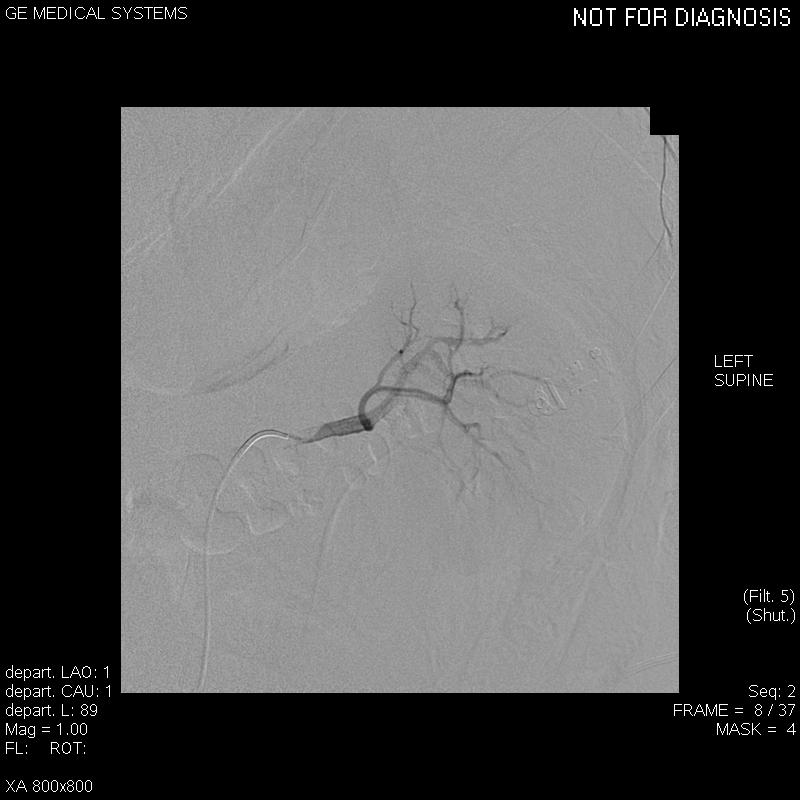 GE MEDICAL SYSTEMS
NOT FOR DIAGNOSIS
LEFT
SUPINE
(Filt. 5)
(Shut.)
depart. LAO: 1
depart. CAU: 1
depart. L: 89
Mag = 1.00
FL: ROT:
Seq: 2
FRAME = 8 / 37
MASK = 4
XA 800x800